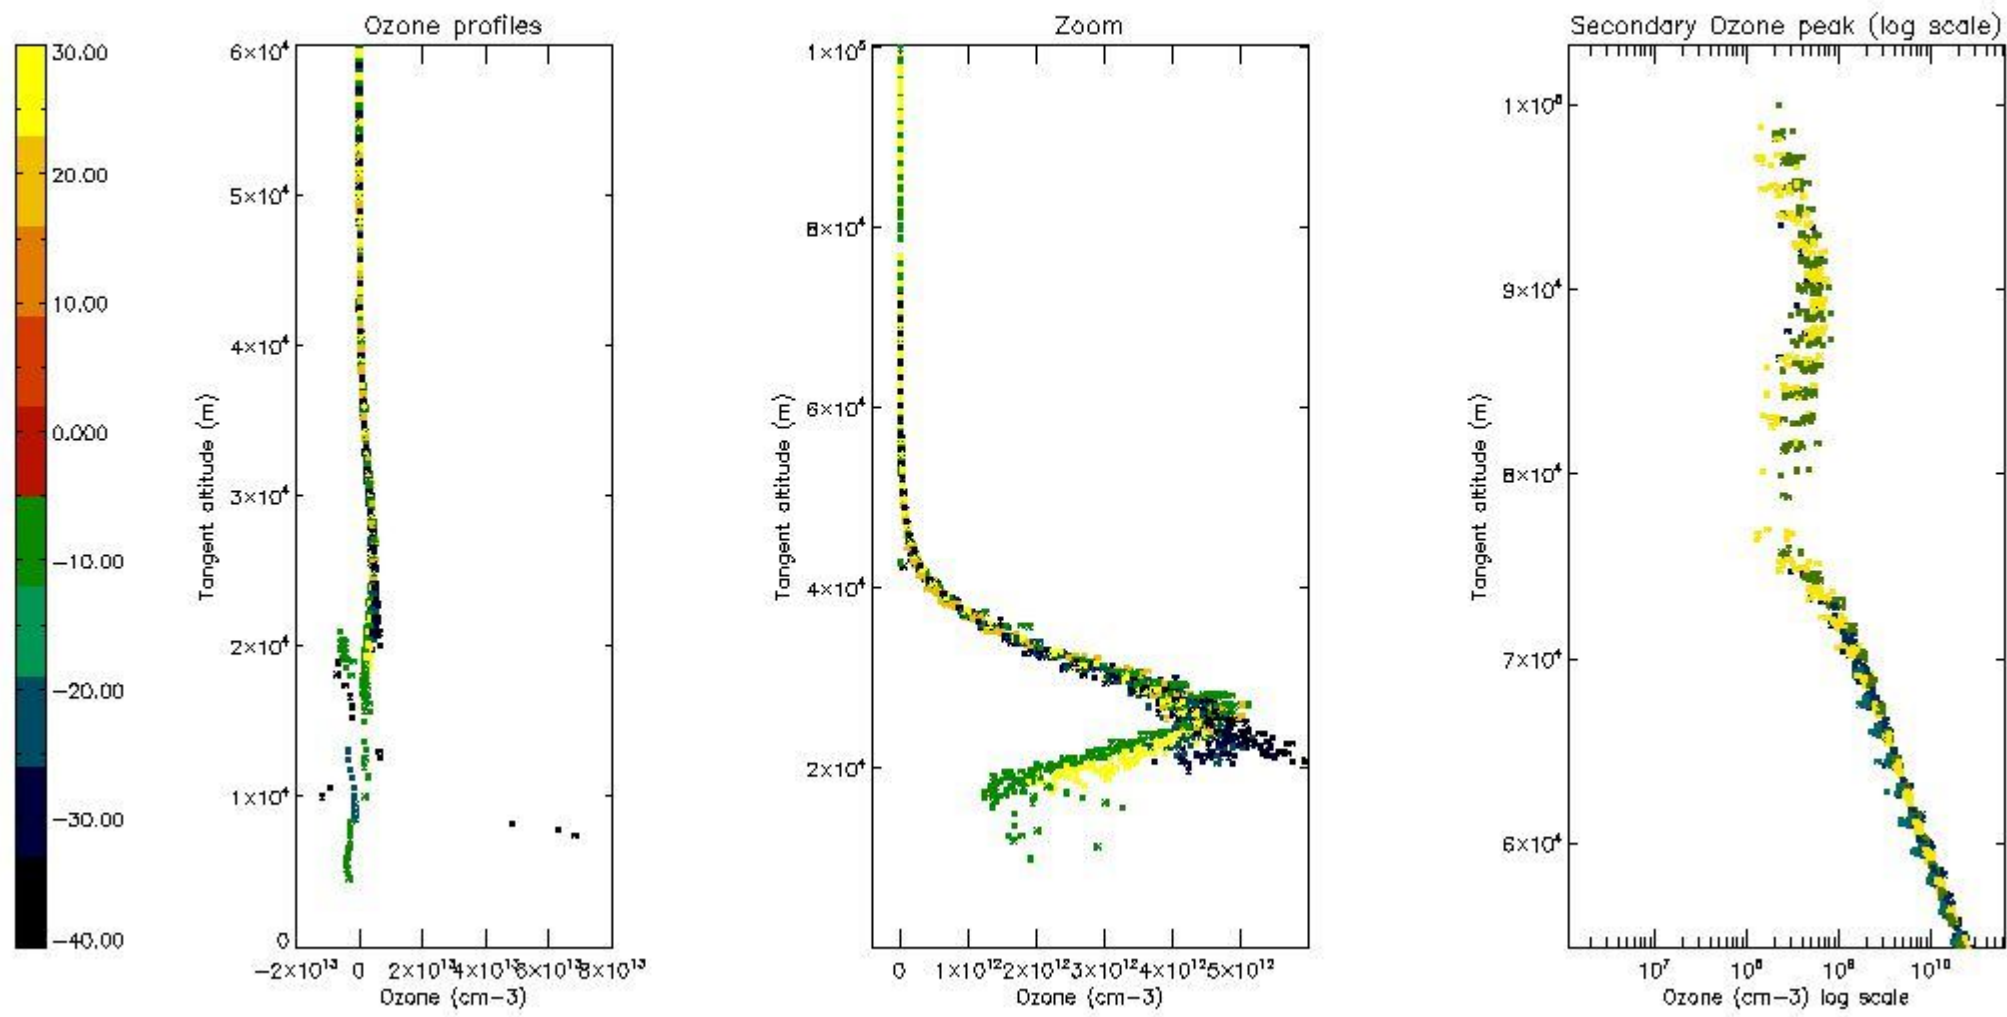 Ozone profiles
Zoom
Secondary Ozone peak (log scale)
30.00
20.00
10.00
0.000
−10.00
−20.00
−30.00
−40.00
6×10⁴
5×10⁴
4×10⁴
3×10⁴
2×10⁴
1×10⁴
0
Tangent altitude (m)
−2×10¹³ 0 2×10¹³ 4×10¹³ 6×10¹³ 8×10¹³
Ozone (cm−3)
1×10⁵
8×10⁴
6×10⁴
4×10⁴
2×10⁴
Tangent altitude (m)
0 1×10¹² 2×10¹² 3×10¹² 4×10¹² 5×10¹²
Ozone (cm−3)
1×10⁵
9×10⁴
8×10⁴
7×10⁴
6×10⁴
Tangent altitude (m)
10⁷ 10⁸ 10⁹ 10¹⁰
Ozone (cm−3) log scale